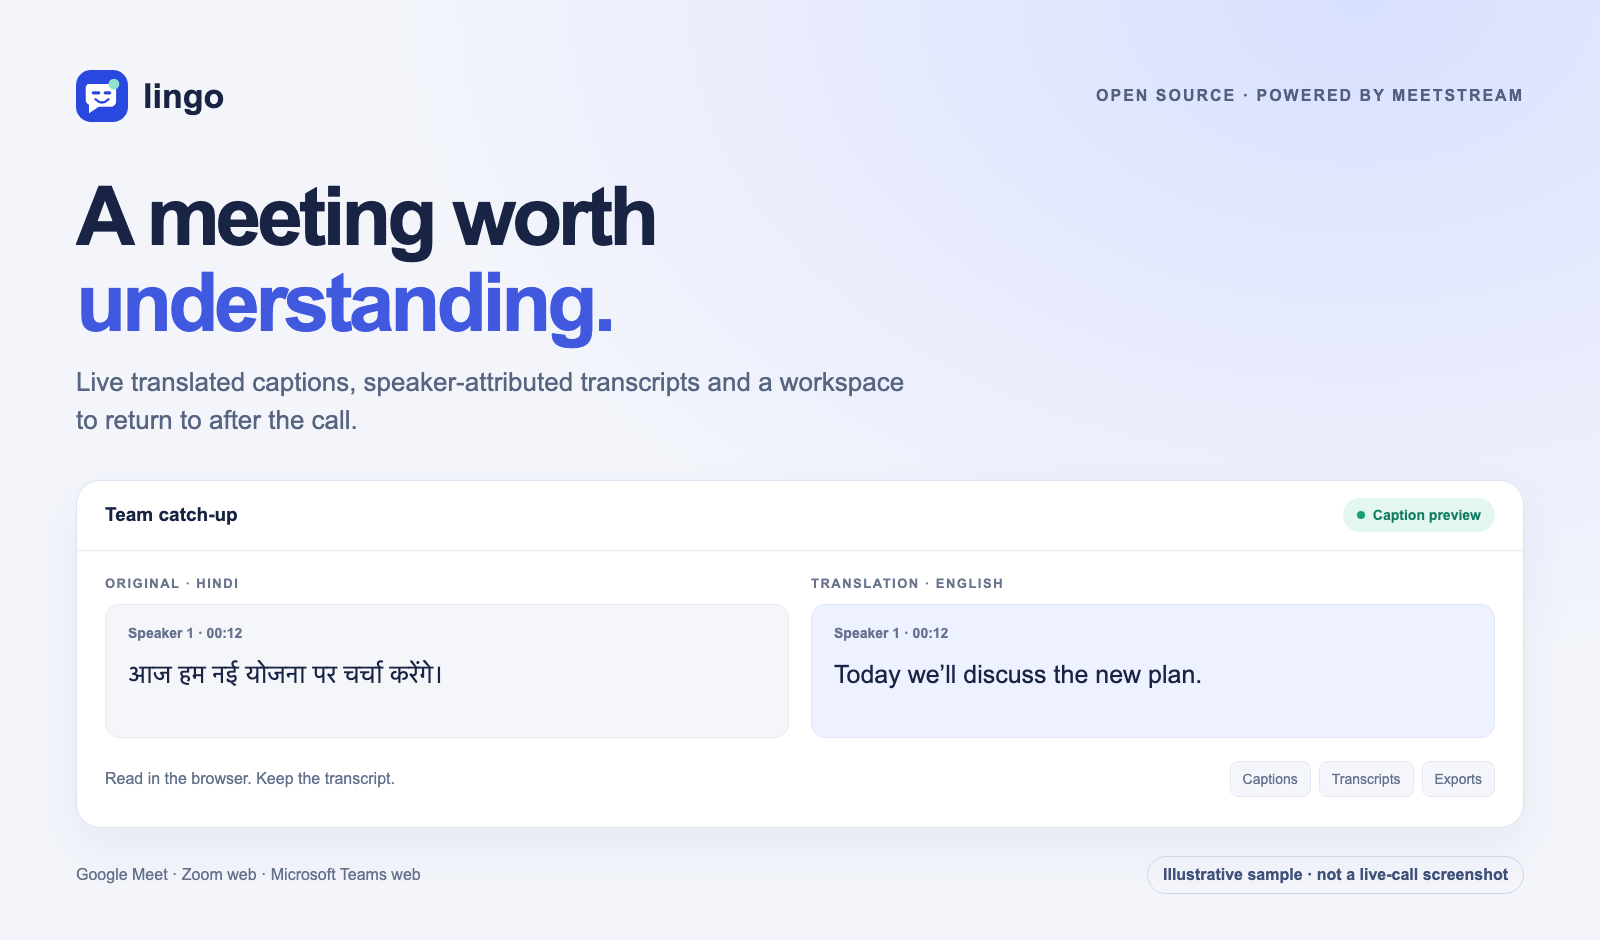 lingo
OPEN SOURCE · POWERED BY MEETSTREAM
A meeting worth
understanding.
Live translated captions, speaker-attributed transcripts and a workspace
to return to after the call.
Team catch-up
Caption preview
ORIGINAL · HINDI
Speaker 1 · 00:12
आज हम नई योजना पर चर्चा करेंगे।
TRANSLATION · ENGLISH
Speaker 1 · 00:12
Today we’ll discuss the new plan.
Read in the browser. Keep the transcript.
Captions
Transcripts
Exports
Google Meet · Zoom web · Microsoft Teams web
Illustrative sample · not a live-call screenshot